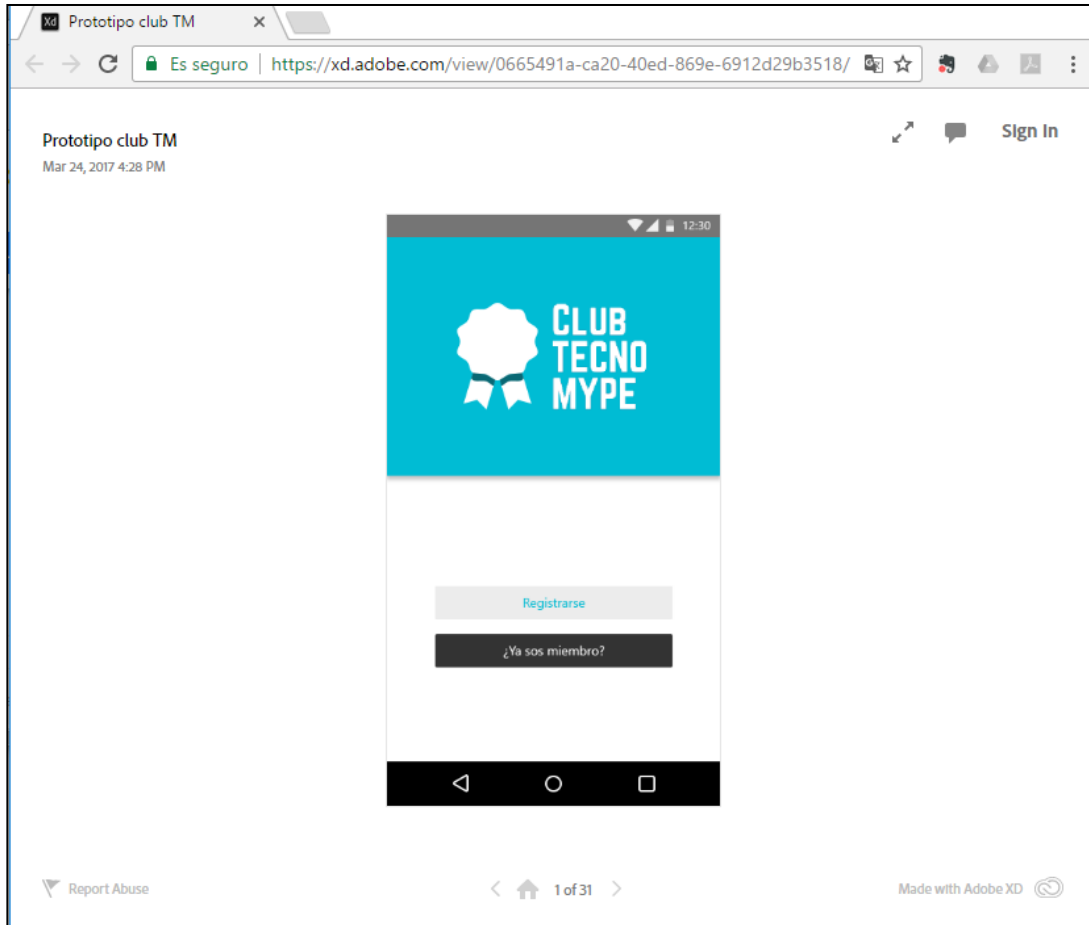 Xd Prototipo club TM
Es seguro | https://xd.adobe.com/view/0665491a-ca20-40ed-869e-6912d29b3518/
Prototipo club TM
Mar 24, 2017 4:28 PM
Sign In
12:30
CLUB
TECNO
MYPE
Registrarse
¿Ya sos miembro?
Report Abuse
1 of 31
Made with Adobe XD